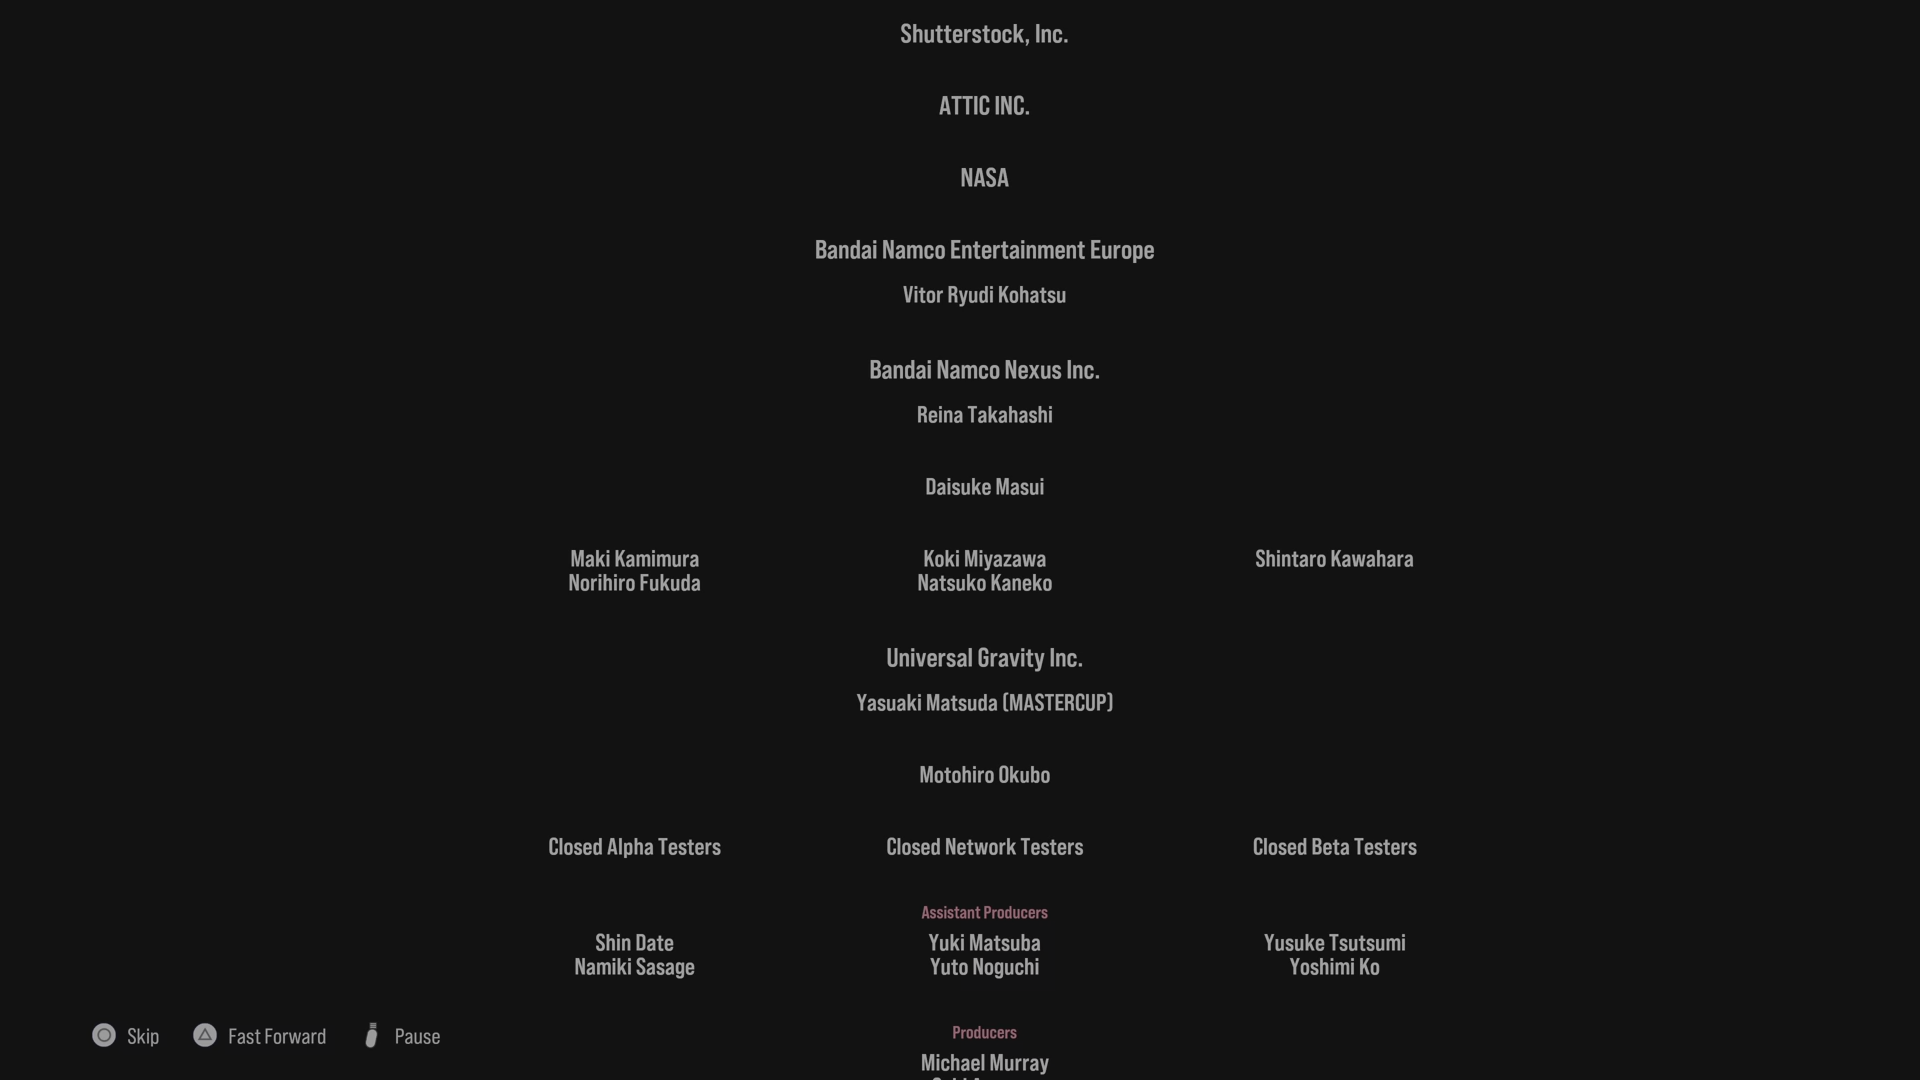 Shutterstock, Inc.
ATTIC INC.
NASA
Bandai Namco Entertainment Europe
Vitor Ryudi Kohatsu
Bandai Namco Nexus Inc.
Reina Takahashi
Daisuke Masui
Maki Kamimura Koki Miyazawa Shintaro Kawahara
Norihiro Fukuda Natsuko Kaneko
Universal Gravity Inc.
Yasuaki Matsuda (MASTERCUP)
Motohiro Okubo
Closed Alpha Testers Closed Network Testers Closed Beta Testers
Assistant Producers
Shin Date Yuki Matsuba Yusuke Tsutsumi
Namiki Sasage Yuto Noguchi Yoshimi Ko
Skip Fast Forward Pause
Producers
Michael Murray